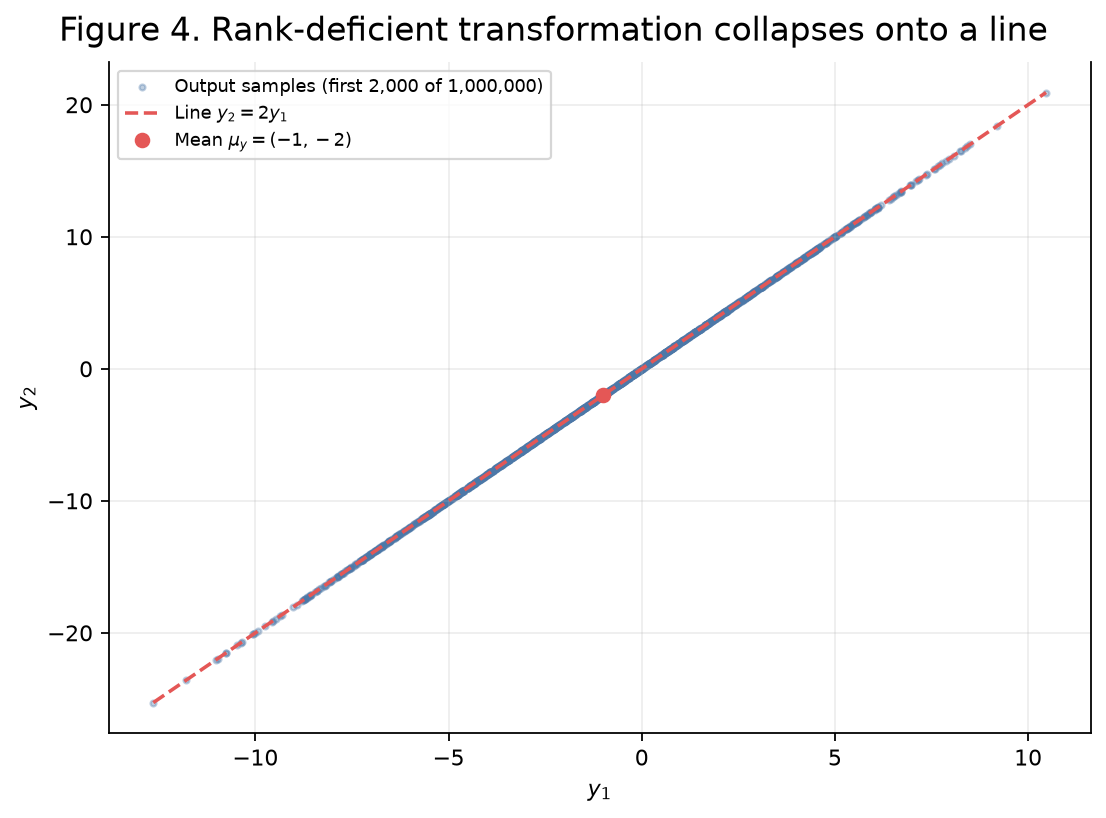 Figure 4. Rank-deficient transformation collapses onto a line
Output samples (first 2,000 of 1,000,000)
Line y₂ = 2y₁
Mean μᵧ = (−1, −2)
20
10
0
−10
−20
y₂
−10
−5
0
5
10
y₁